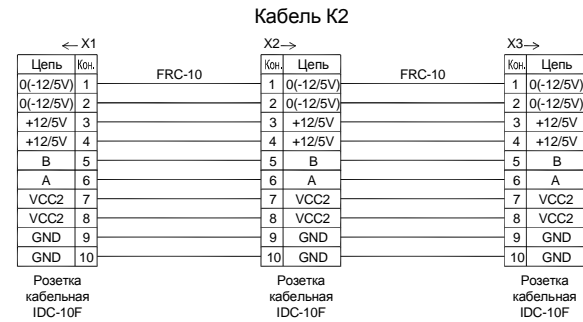 Кабель К2
← X1 X2→ X3→
Цепь Кон. FRC-10 Кон. Цепь FRC-10 Кон. Цепь
0(-12/5V) 1 1 0(-12/5V) 1 0(-12/5V)
0(-12/5V) 2 2 0(-12/5V) 2 0(-12/5V)
+12/5V 3 3 +12/5V 3 +12/5V
+12/5V 4 4 +12/5V 4 +12/5V
B 5 5 B 5 B
A 6 6 A 6 A
VCC2 7 7 VCC2 7 VCC2
VCC2 8 8 VCC2 8 VCC2
GND 9 9 GND 9 GND
GND 10 10 GND 10 GND
Розетка Розетка Розетка
кабельная кабельная кабельная
IDC-10F IDC-10F IDC-10F